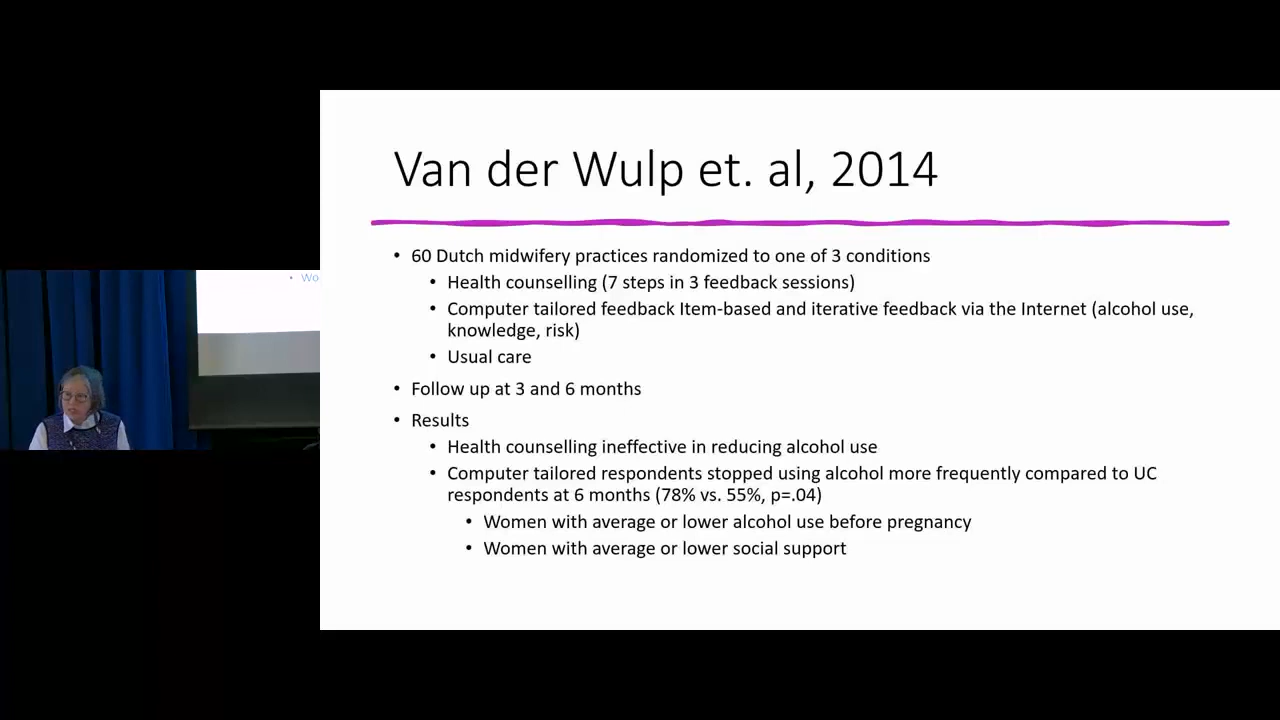 Van der Wulp et. al, 2014
• 60 Dutch midwifery practices randomized to one of 3 conditions
• Health counselling (7 steps in 3 feedback sessions)
• Computer tailored feedback Item-based and iterative feedback via the Internet (alcohol use,
knowledge, risk)
• Usual care
• Follow up at 3 and 6 months
• Results
• Health counselling ineffective in reducing alcohol use
• Computer tailored respondents stopped using alcohol more frequently compared to UC
respondents at 6 months (78% vs. 55%, p=.04)
• Women with average or lower alcohol use before pregnancy
• Women with average or lower social support
• Wo